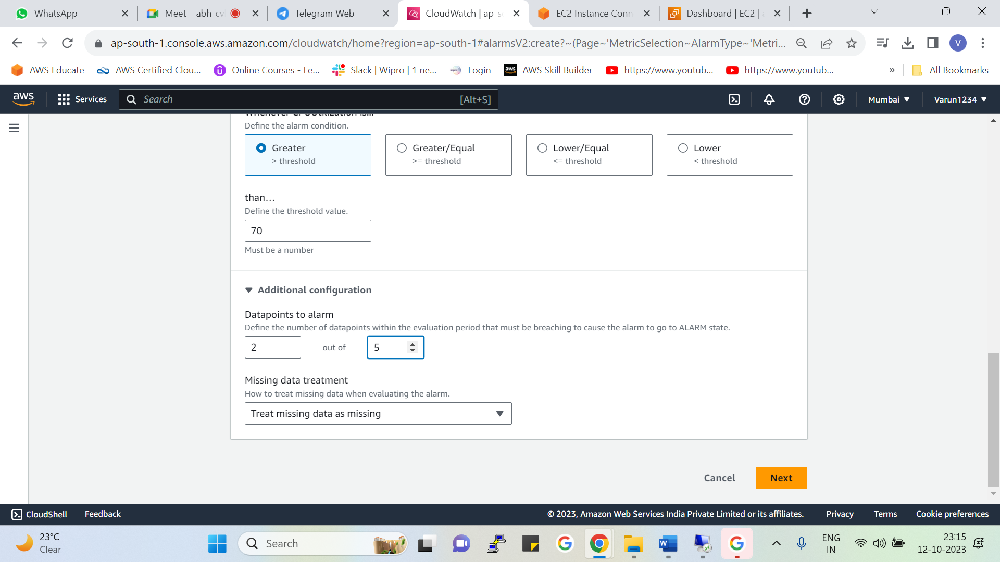 WhatsApp
Meet – abh-cv
Telegram Web
CloudWatch | ap-s
EC2 Instance Conn
Dashboard | EC2 |
ap-south-1.console.aws.amazon.com/cloudwatch/home?region=ap-south-1#alarmsV2:create?~(Page~'MetricSelection~AlarmType~'Metri...
V
AWS Educate
AWS Certified Clou...
Online Courses - Le...
Slack | Wipro | 1 ne...
Login
AWS Skill Builder
https://www.youtub...
https://www.youtub...
»
All Bookmarks
aws
Services
Search
[Alt+S]
Mumbai
Varun1234
Whenever CPUUtilization is...
Define the alarm condition.
Greater
> threshold
Greater/Equal
>= threshold
Lower/Equal
<= threshold
Lower
< threshold
than…
Define the threshold value.
70
Must be a number
Additional configuration
Datapoints to alarm
Define the number of datapoints within the evaluation period that must be breaching to cause the alarm to go to ALARM state.
2
out of
5
Missing data treatment
How to treat missing data when evaluating the alarm.
Treat missing data as missing
Cancel
Next
CloudShell
Feedback
© 2023, Amazon Web Services India Private Limited or its affiliates.
Privacy
Terms
Cookie preferences
23°C
Clear
Search
ENG
IN
23:15
12-10-2023